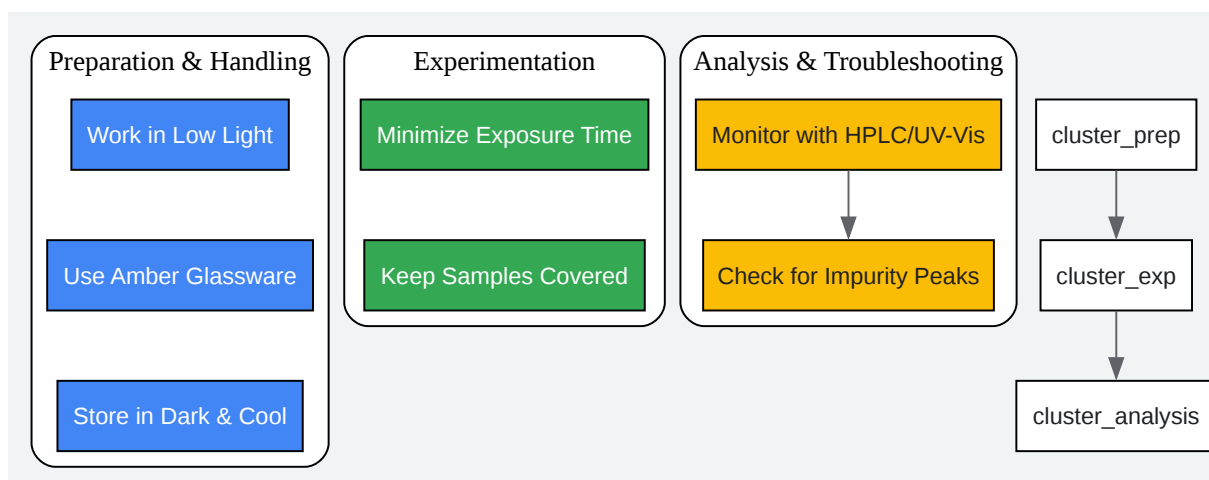 Preparation & Handling
Work in Low Light
Use Amber Glassware
Store in Dark & Cool
Experimentation
Minimize Exposure Time
Keep Samples Covered
Analysis & Troubleshooting
Monitor with HPLC/UV-Vis
Check for Impurity Peaks
cluster_prep
cluster_exp
cluster_analysis